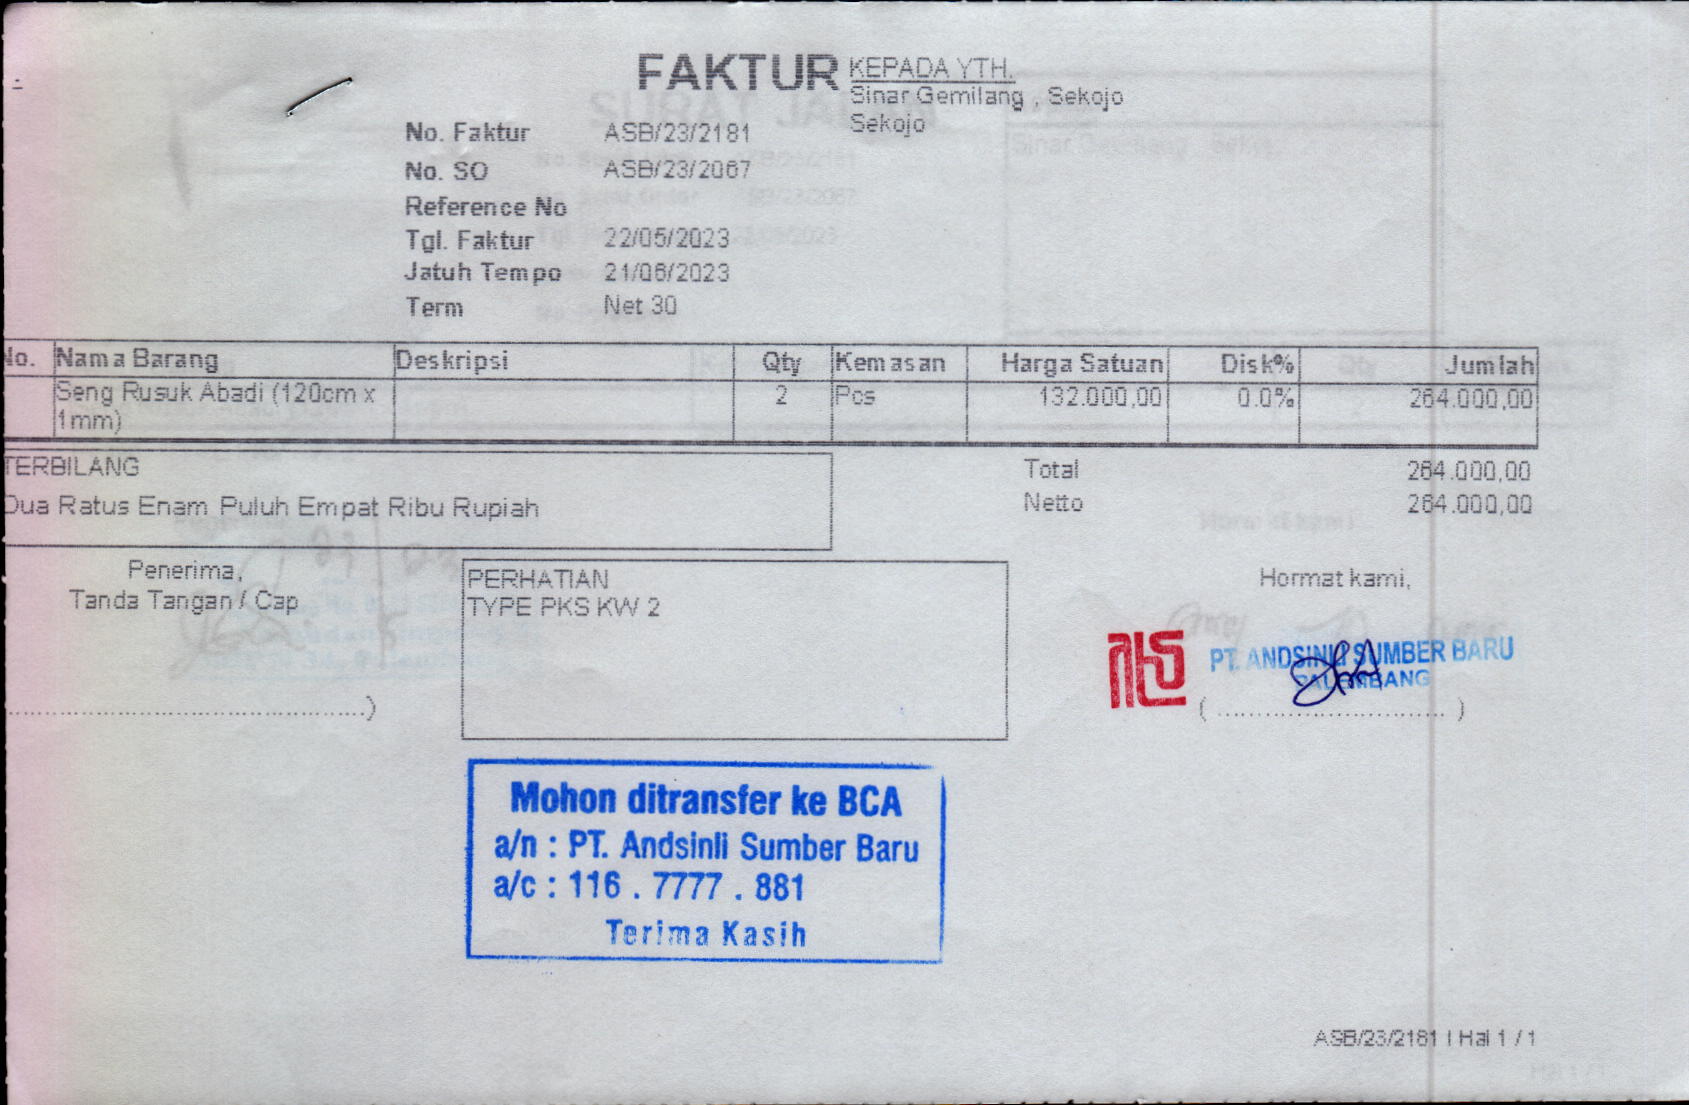 FAKTUR
KEPADA YTH.
Sinar Gemilang , Sekojo
Sekojo
No. Faktur ASB/23/2181
No. SO ASB/23/2067
Reference No
Tgl. Faktur 22/05/2023
Jatuh Tempo 21/06/2023
Term Net 30
No. Nama Barang Deskripsi Qty Kemasan Harga Satuan Disk% Jumlah
Seng Rusuk Abadi (120cm x 2 Pcs 132.000,00 0.0% 264.000,00
1mm)
TERBILANG
Dua Ratus Enam Puluh Empat Ribu Rupiah
Total 264.000,00
Netto 264.000,00
Penerima,
Tanda Tangan / Cap
.............................................)
PERHATIAN
TYPE PKS KW 2
Hormat kami,
PT. ANDSINLI SUMBER BARU
PALEMBANG
( ............................... )
Mohon ditransfer ke BCA
a/n : PT. Andsinli Sumber Baru
a/c : 116 . 7777 . 881
Terima Kasih
ASB/23/2181 | Hal 1 / 1